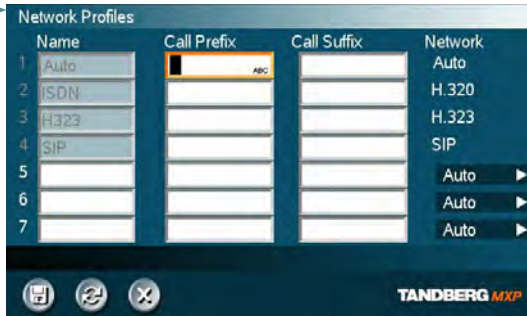 Network Profiles
Name Call Prefix Call Suffix Network
1 Auto ABC Auto
2 ISDN H.320
3 H323 H.323
4 SIP SIP
5 Auto
6 Auto
7 Auto
TANDBERG MXP